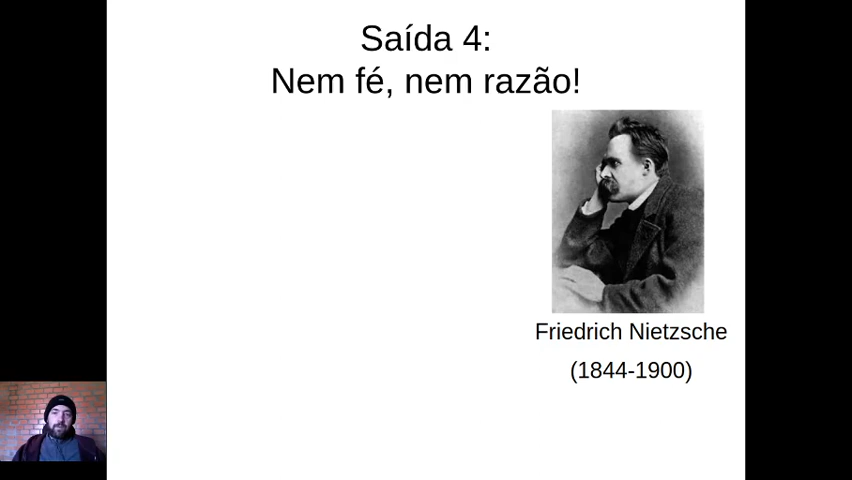 Saída 4:
Nem fé, nem razão!
Friedrich Nietzsche
(1844-1900)